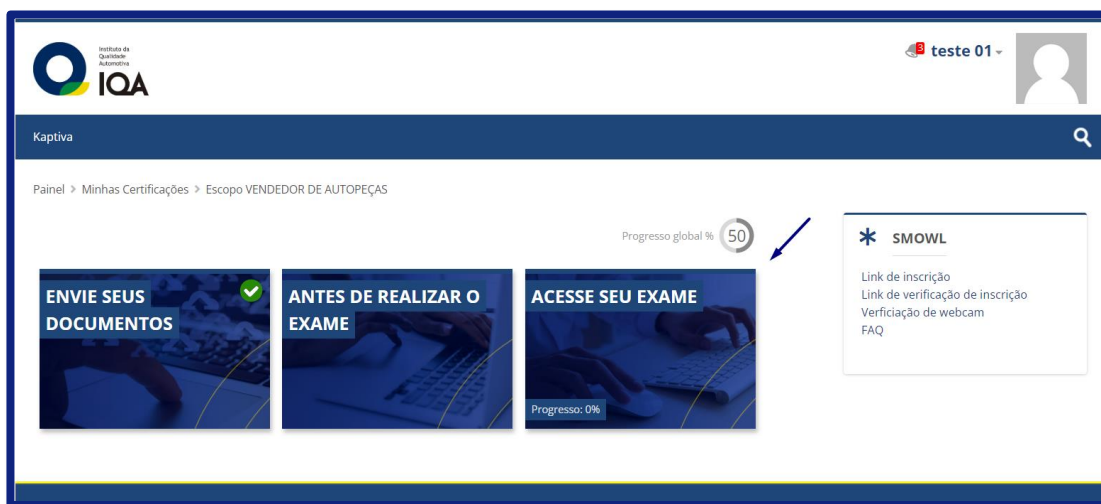 Instituto da
Qualidade
Automotiva
IQA
3
teste 01
Kaptiva
Painel > Minhas Certificações > Escopo VENDEDOR DE AUTOPEÇAS
Progresso global % 50
ENVIE SEUS
DOCUMENTOS
ANTES DE REALIZAR O
EXAME
ACESSE SEU EXAME
Progresso: 0%
SMOWL
Link de inscrição
Link de verificação de inscrição
Verficiação de webcam
FAQ